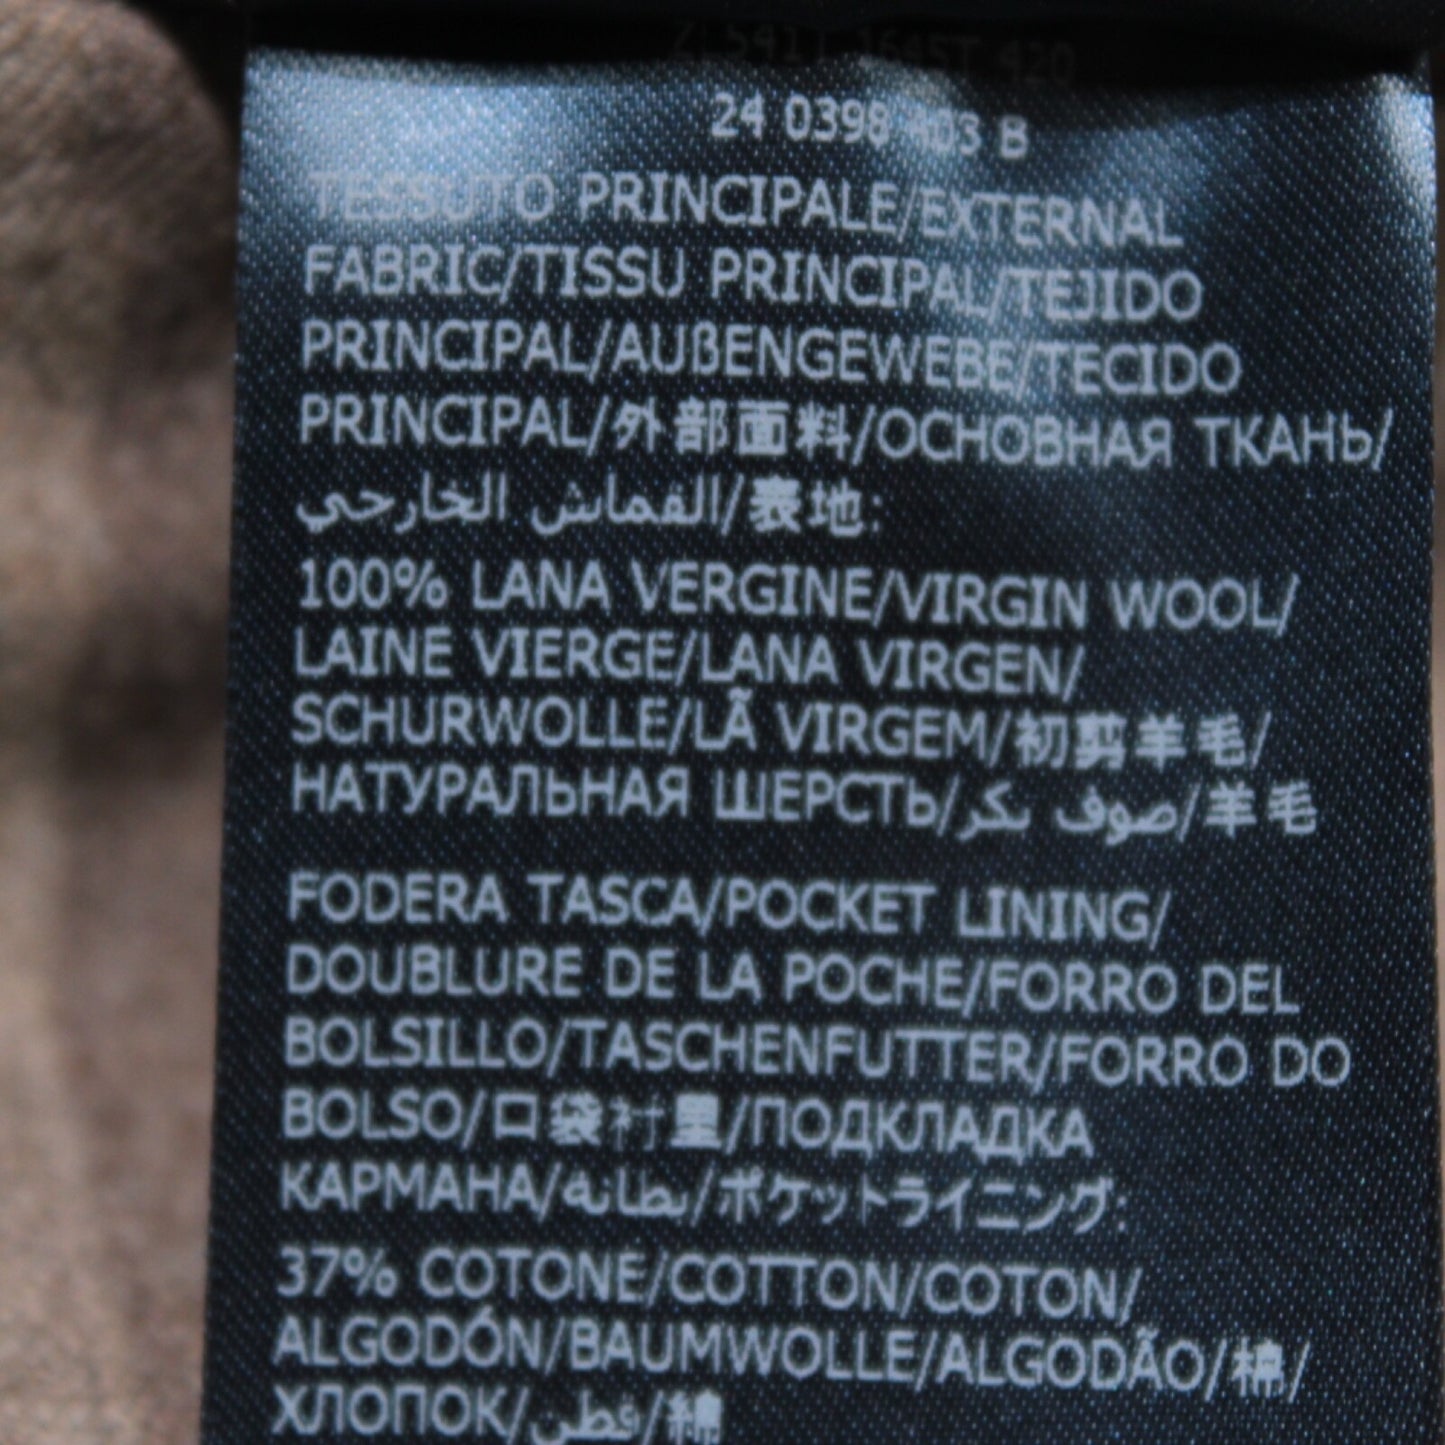 24 0398 403 B
TESSUTO PRINCIPALE/EXTERNAL
FABRIC/TISSU PRINCIPAL/TEJIDO
PRINCIPAL/AUßENGEWEBE/TECIDO
PRINCIPAL/外部面料/ОСНОВНАЯ ТКАНЬ/
القماش الخارجي/表地:
100% LANA VERGINE/VIRGIN WOOL/
LAINE VIERGE/LANA VIRGEN/
SCHURWOLLE/LÃ VIRGEM/初剪羊毛/
НАТУРАЛЬНАЯ ШЕРСТЬ/صوف بكر/羊毛
FODERA TASCA/POCKET LINING/
DOUBLURE DE LA POCHE/FORRO DEL
BOLSILLO/TASCHENFUTTER/FORRO DO
BOLSO/口袋衬里/ПОДКЛАДКА
КАРМАНА/بطانة/ポケットライニング:
37% COTONE/COTTON/COTON/
ALGODÓN/BAUMWOLLE/ALGODÃO/棉/
ХЛОПОК/قطن/綿